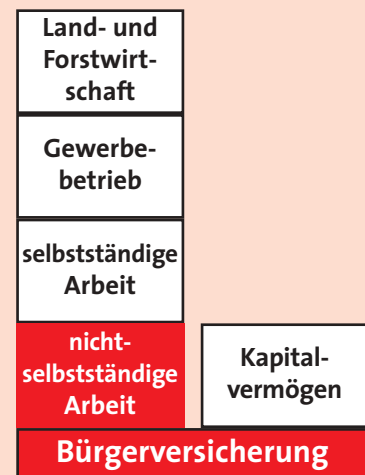 Land- und
Forstwirt-
schaft
Gewerbe-
betrieb
selbstständige
Arbeit
nicht-
selbstständige
Arbeit
Kapital-
vermögen
Bürgerversicherung